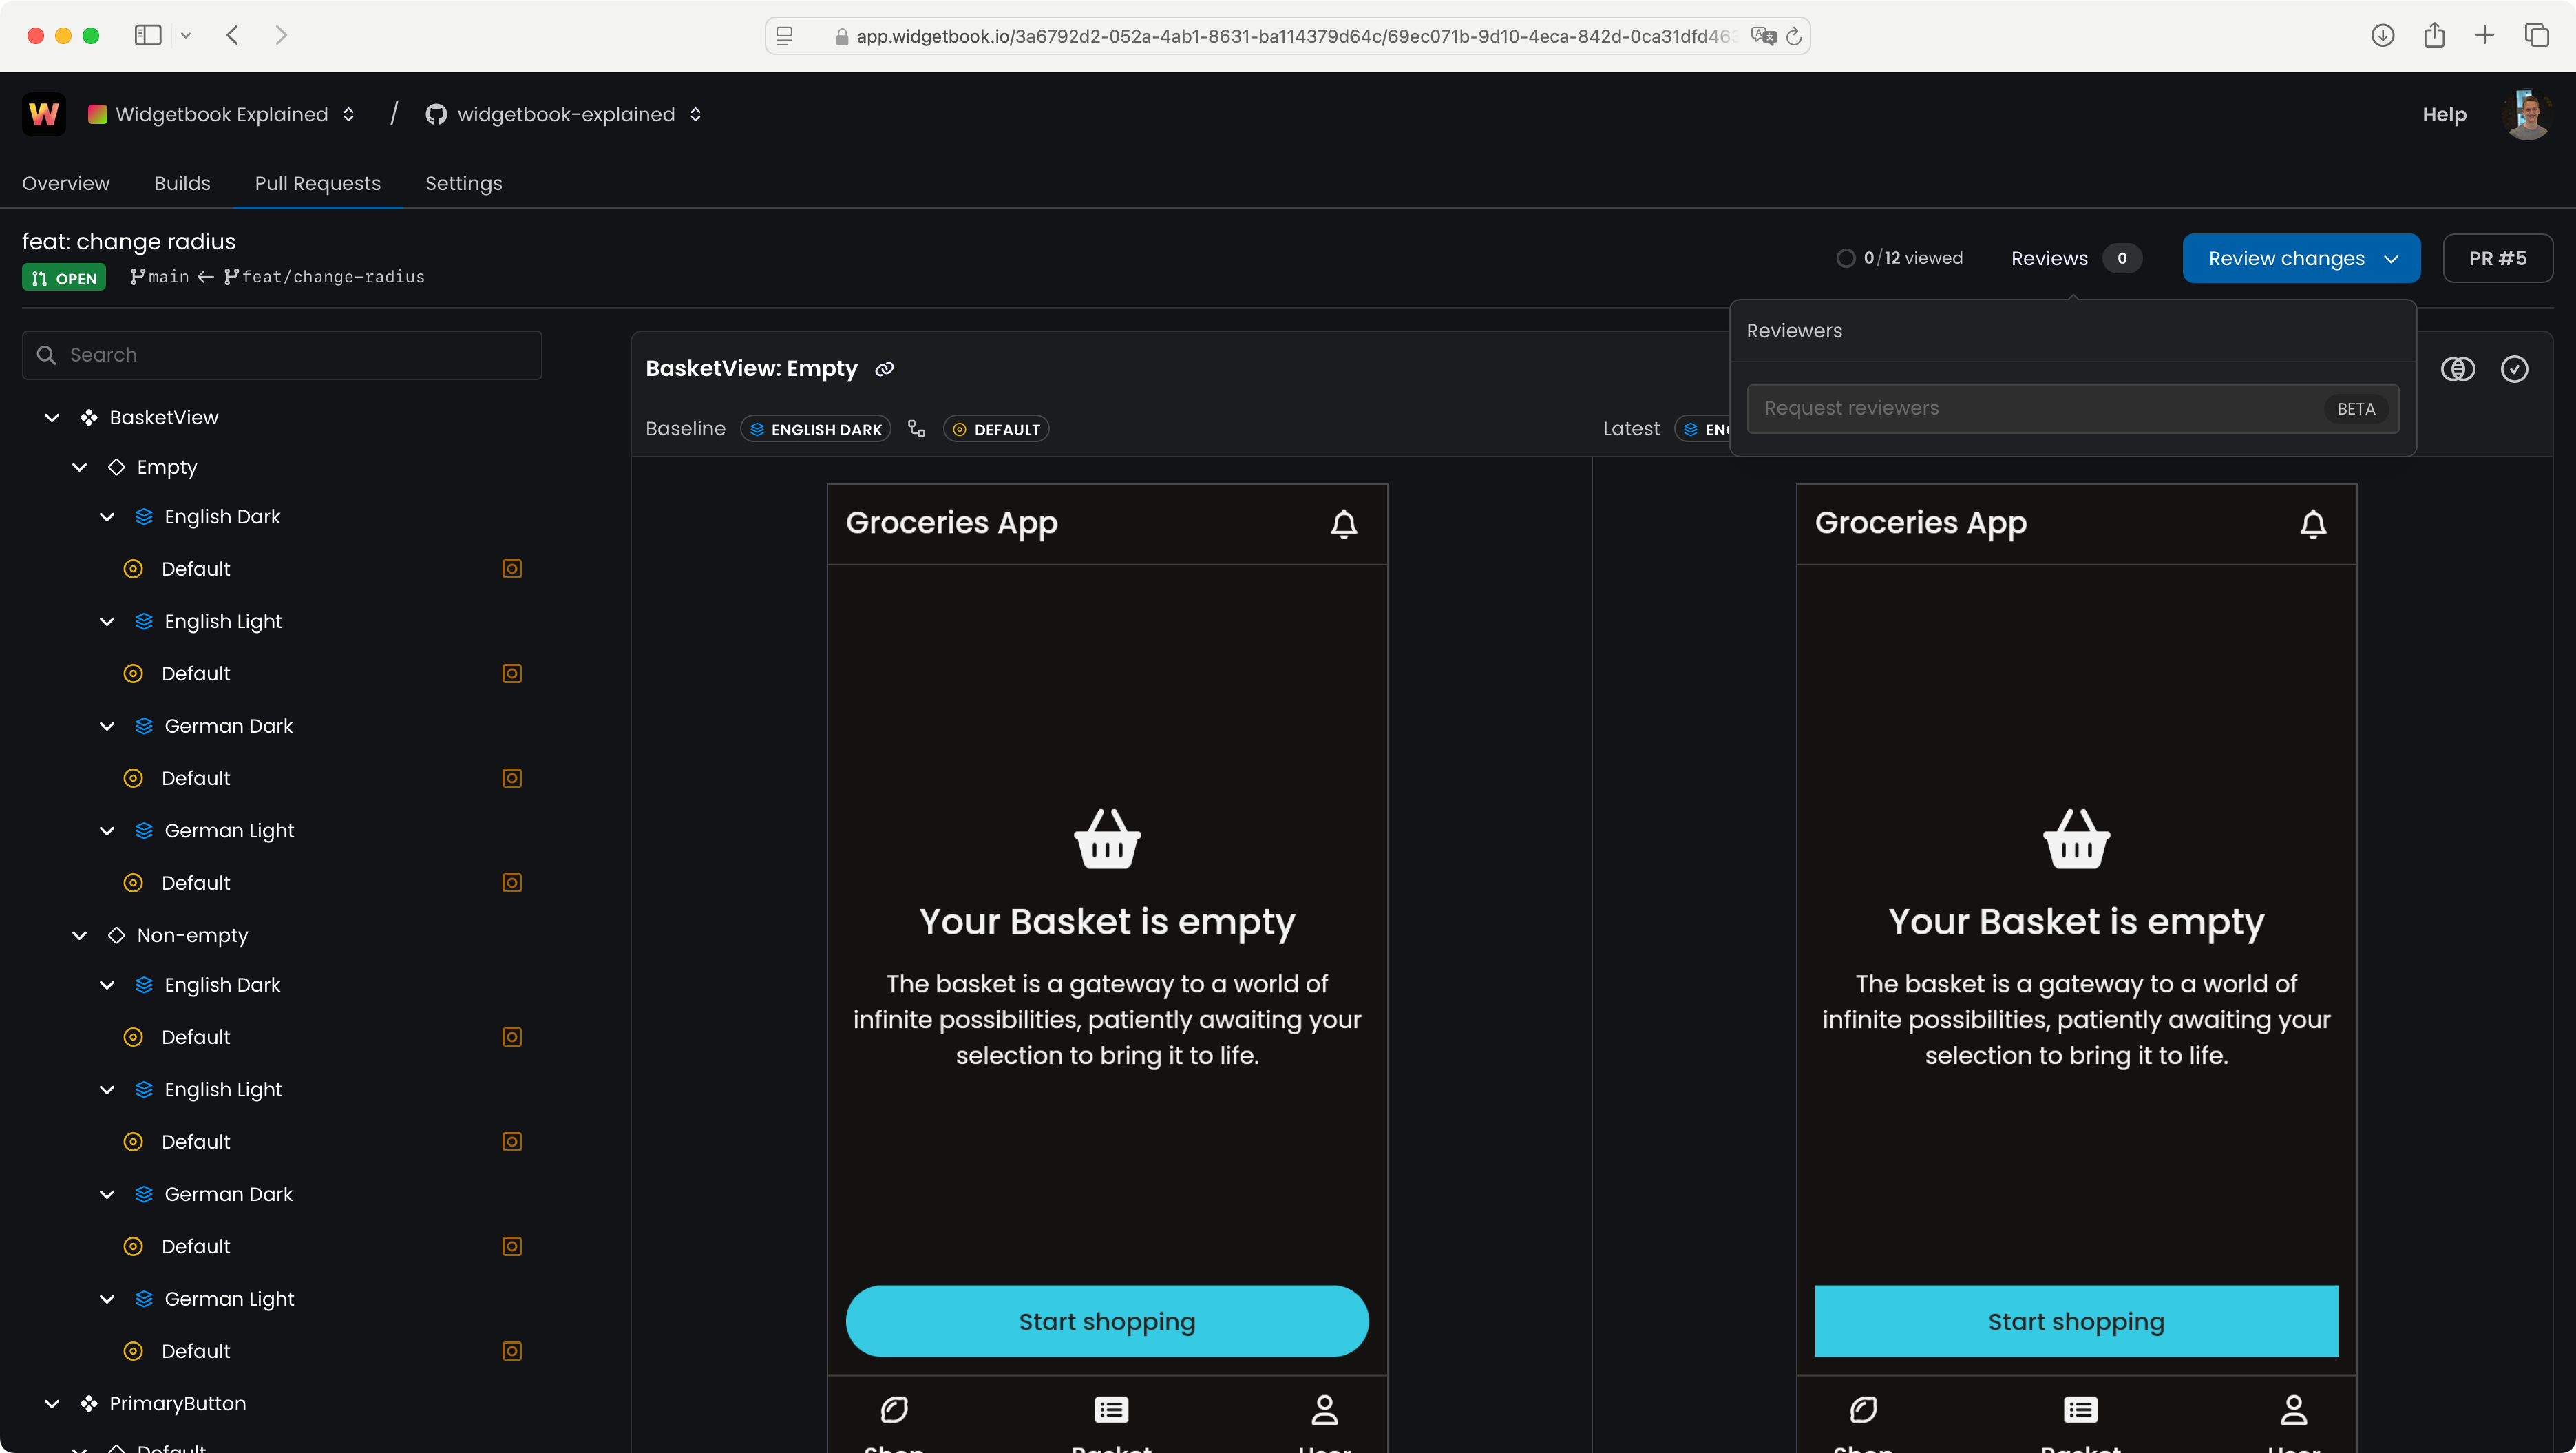 app.widgetbook.io/3a6792d2-052a-4ab1-8631-ba114379d64c/69ec071b-9d10-4eca-842d-0ca31dfd463
W Widgetbook Explained / widgetbook-explained
Help
Overview Builds Pull Requests Settings
feat: change radius
OPEN main ← feat/change-radius
0/12 viewed Reviews 0 Review changes PR #5
Reviewers
Request reviewers BETA
Search
BasketView
Empty
English Dark
Default
English Light
Default
German Dark
Default
German Light
Default
Non-empty
English Dark
Default
English Light
Default
German Dark
Default
German Light
Default
PrimaryButton
Default
BasketView: Empty
Baseline ENGLISH DARK DEFAULT
Latest
Groceries App
Your Basket is empty
The basket is a gateway to a world of
infinite possibilities, patiently awaiting your
selection to bring it to life.
Start shopping
Shop Basket User
Groceries App
Your Basket is empty
The basket is a gateway to a world of
infinite possibilities, patiently awaiting your
selection to bring it to life.
Start shopping
Shop Basket User